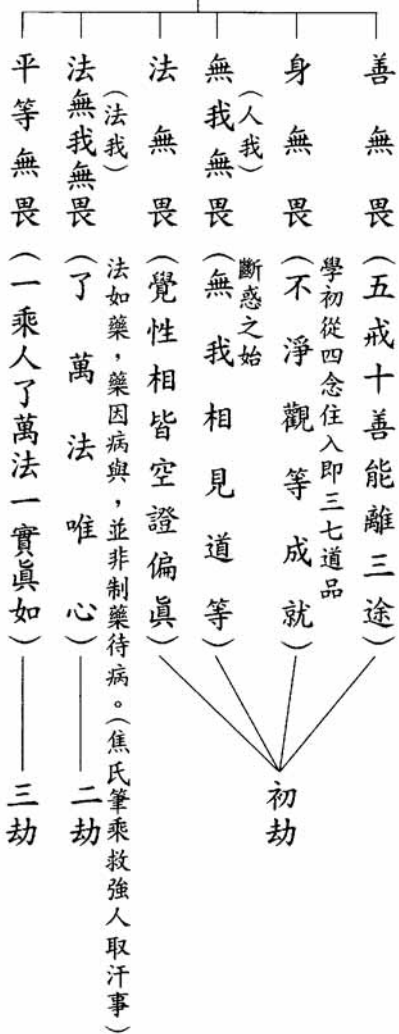 善無畏（五戒十善能離三途）
學初從四念住入即三七道品
身無畏（不淨觀等成就）
斷惑之始
（人我）
無我無畏（無我相見道等）
法無畏（覺性相皆空證偏眞）
初劫
法如藥，藥因病與，並非制藥待病。（焦氏筆乘救強人取汗事）
（法我）
法無我無畏（了萬法唯心）
二劫
平等無畏（一乘人了萬法一實眞如）
三劫